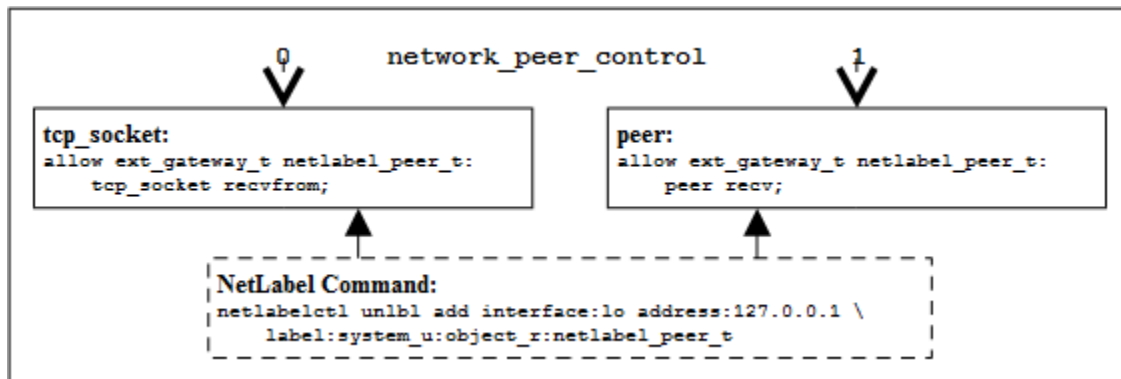 0 network_peer_control 1
tcp_socket:
allow ext_gateway_t netlabel_peer_t:
tcp_socket recvfrom;
peer:
allow ext_gateway_t netlabel_peer_t:
peer recv;
NetLabel Command:
netlabelctl unlbl add interface:lo address:127.0.0.1 \
label:system_u:object_r:netlabel_peer_t